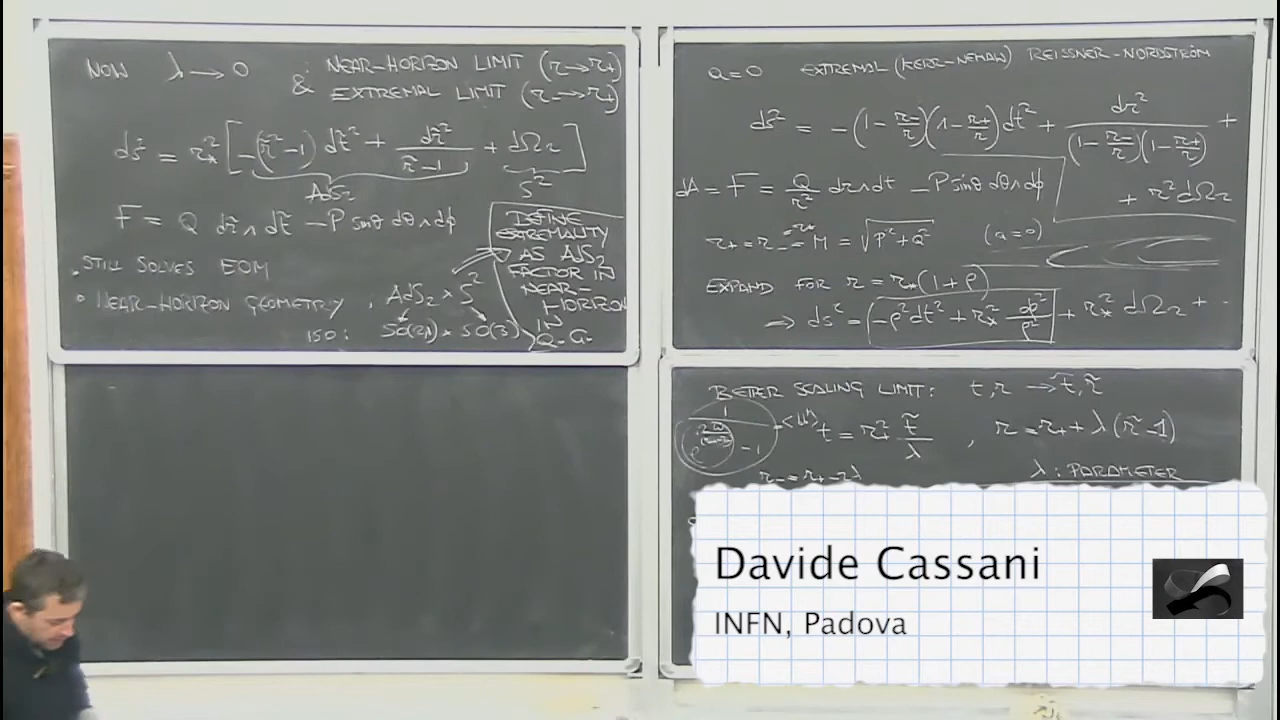 NOW λ → 0 : NEAR-HORIZON LIMIT (r→r₊)
& EXTREMAL LIMIT (r₋→r₊)
ds² = r⋆² [ -(r̃²-1) dt̃² + dr̃²/(r̃²-1) + dΩ₂ ]
AdS₂ S²
F = Q dr̃∧dt̃ - P sinθ dθ∧dφ
• STILL SOLVES EOM
• NEAR-HORIZON GEOMETRY : AdS₂ × S²
ISO: SO(2,1) × SO(3)
DEFINE
EXTREMALITY
AS AdS₂
FACTOR IN
NEAR-
HORIZON
IN
Q.G.
a=0 EXTREMAL (KERR-NEWMAN) REISSNER-NORDSTRÖM
ds² = -(1-r₋/r)(1-r₊/r)dt² + dr²/((1-r₋/r)(1-r₊/r)) +
+ r²dΩ₂
dA = F = Q/r² dr∧dt - P sinθ dθ∧dφ
r₊ = r₋ = M = √(P²+Q²) (a=0)
EXPAND FOR r = r⋆(1+ρ)
⇒ ds² = -ρ²dt² + r⋆² dρ²/ρ² + r⋆² dΩ₂ + ..
BETTER SCALING LIMIT: t,r → t̃,r̃
t = r₊² t̃/λ , r = r₊ + λ(r̃-1)
r₋ = r₊-2λ λ: PARAMETER
Davide Cassani
INFN, Padova